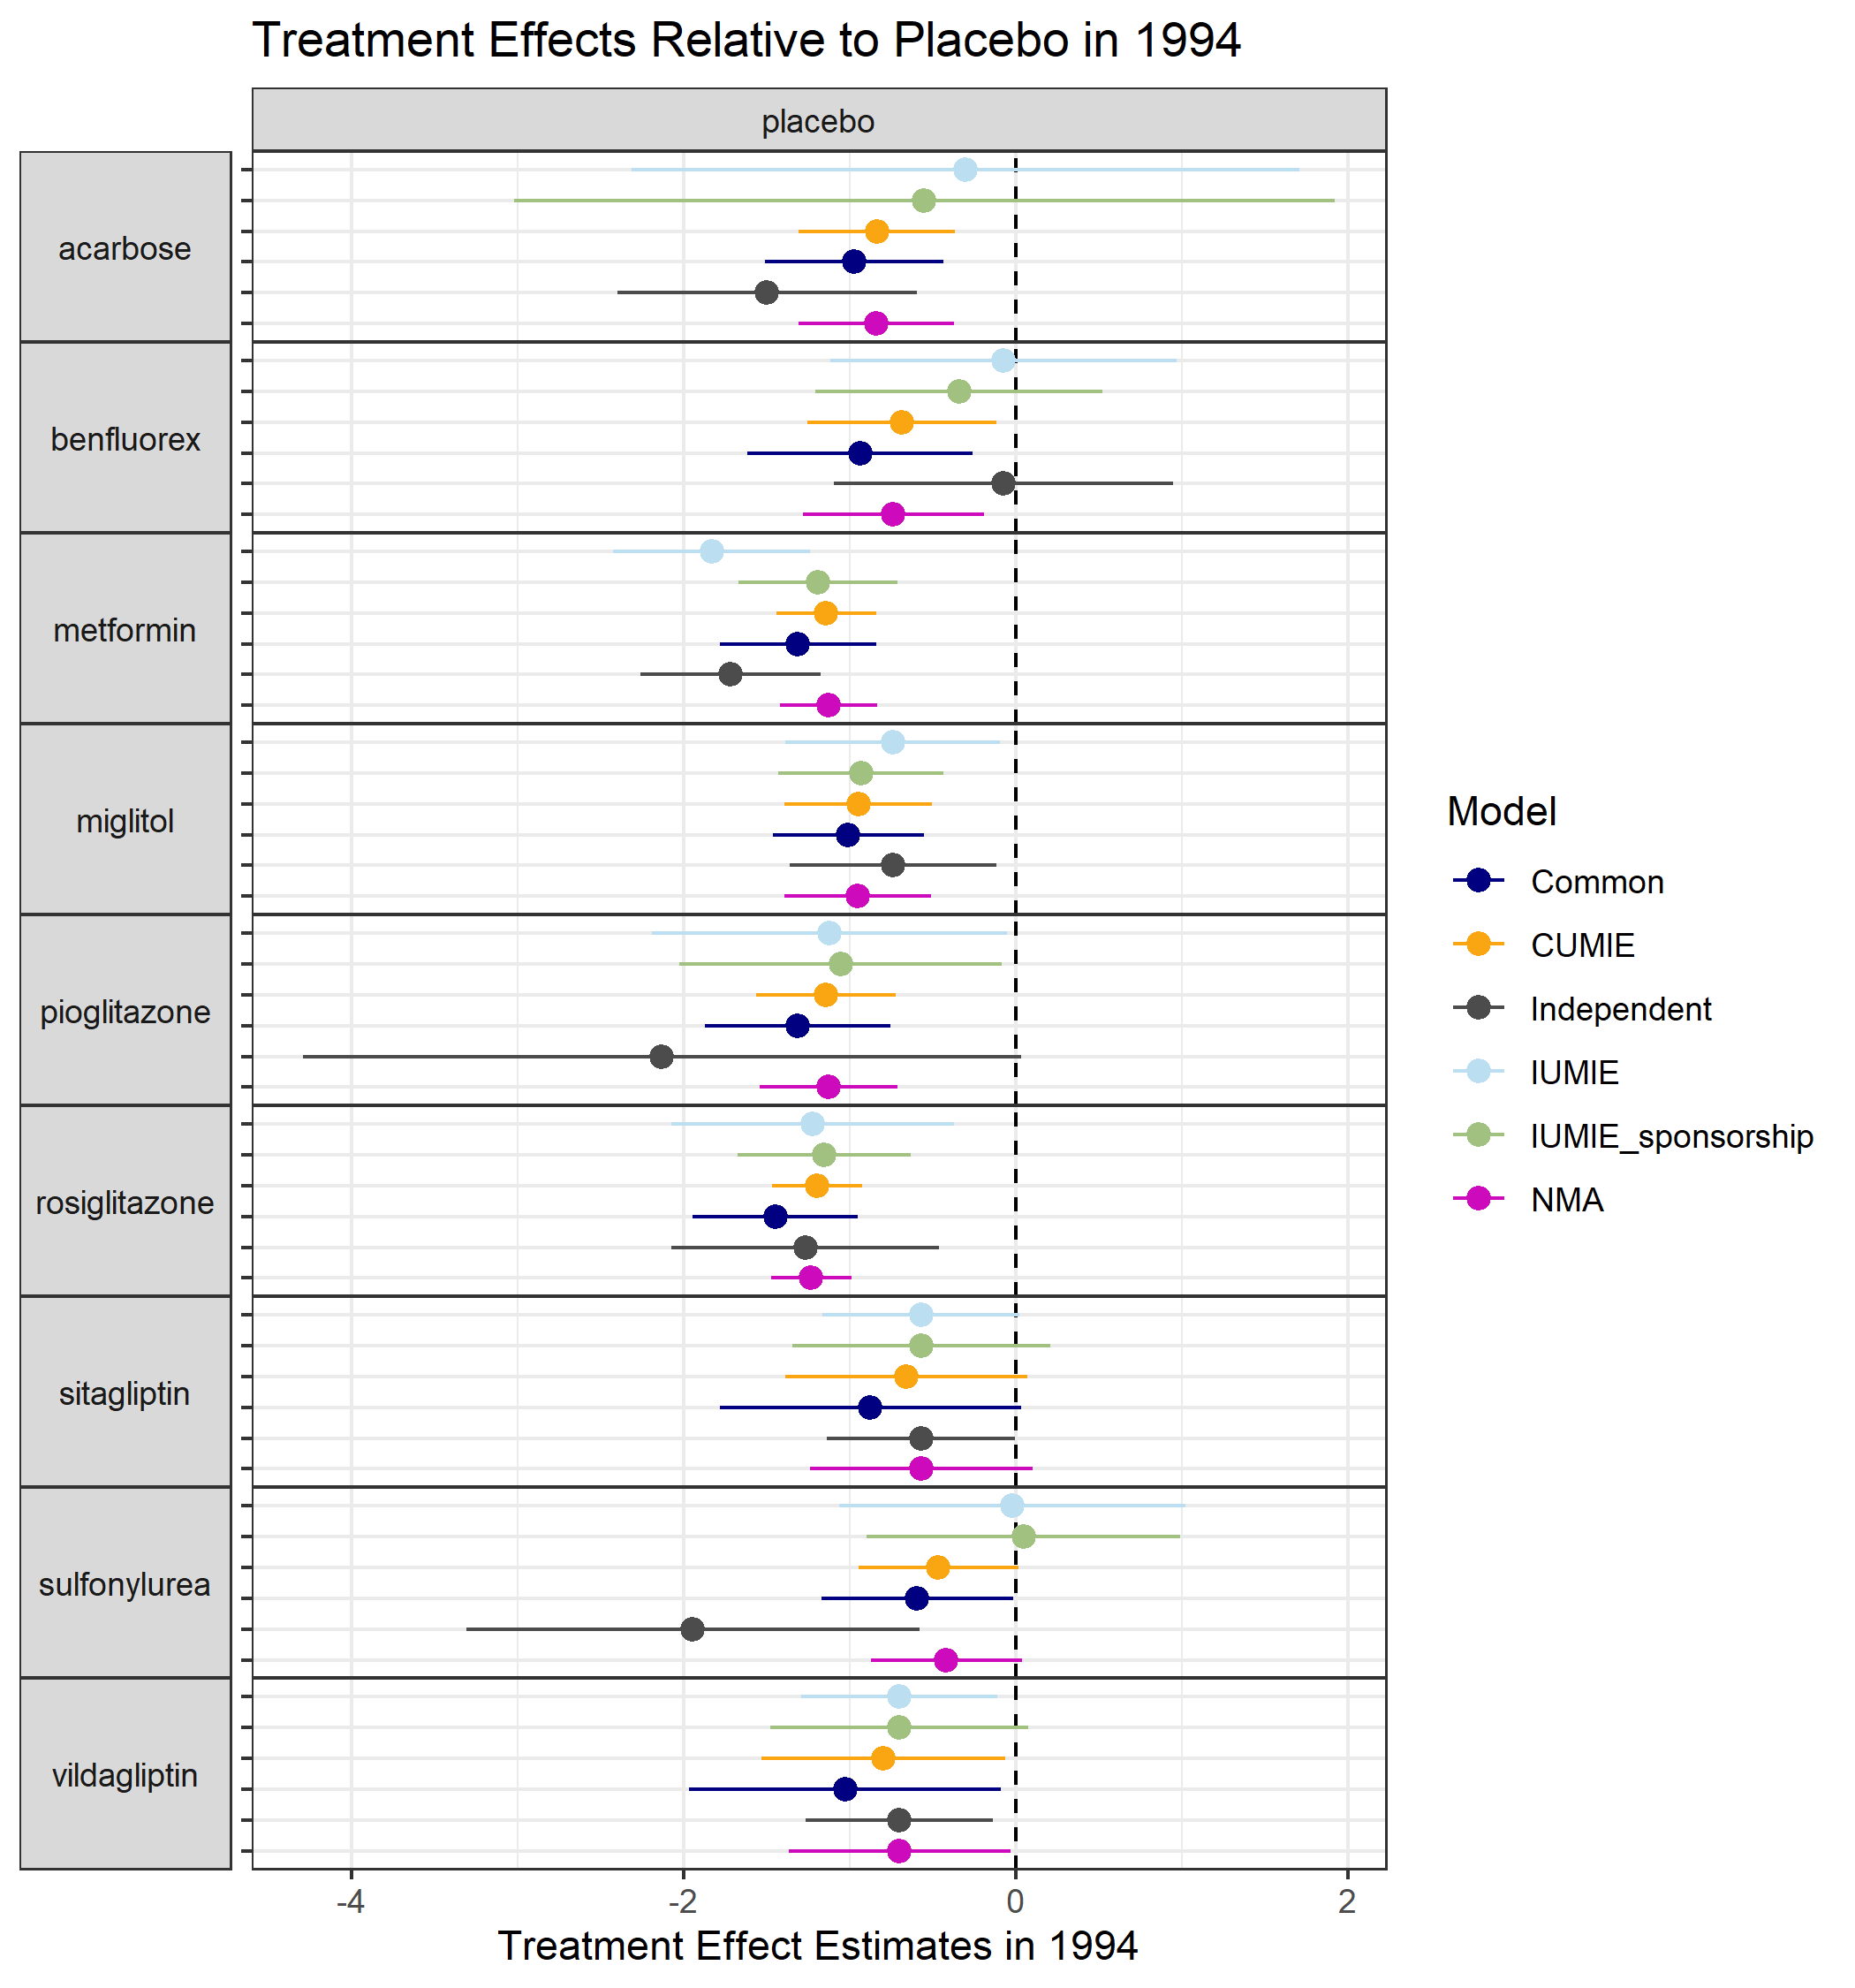 Treatment Effects Relative to Placebo in 1994
placebo
acarbose
benfluorex
metformin
miglitol
pioglitazone
rosiglitazone
sitagliptin
sulfonylurea
vildagliptin
-4
-2
0
2
Treatment Effect Estimates in 1994
Model
Common
CUMIE
Independent
IUMIE
IUMIE_sponsorship
NMA